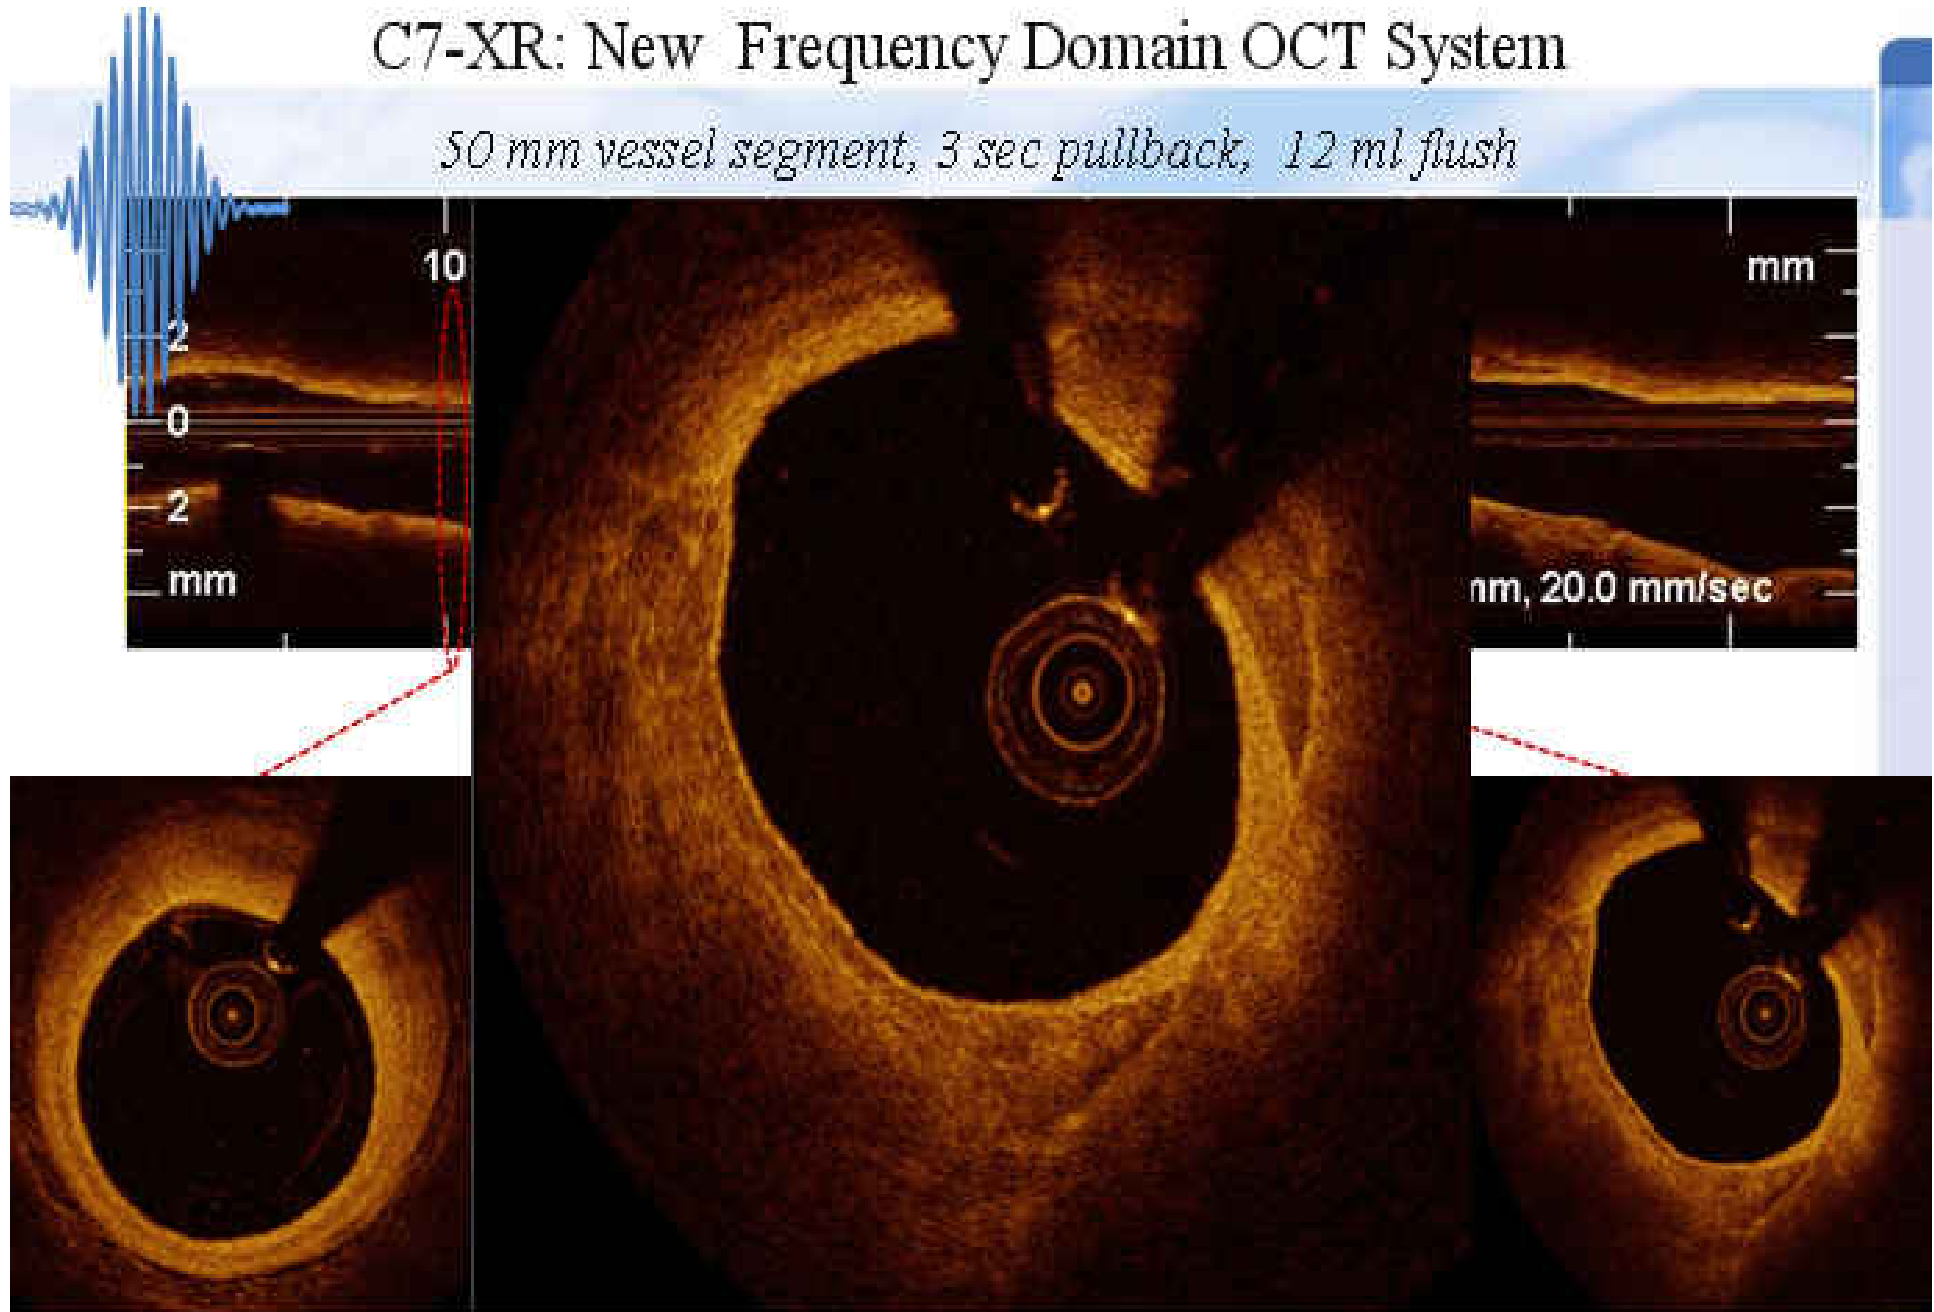 C7-XR: New Frequency Domain OCT System
50 mm vessel segment, 3 sec pullback, 12 ml flush
10
mm
2
0
2
mm
mm, 20.0 mm/sec